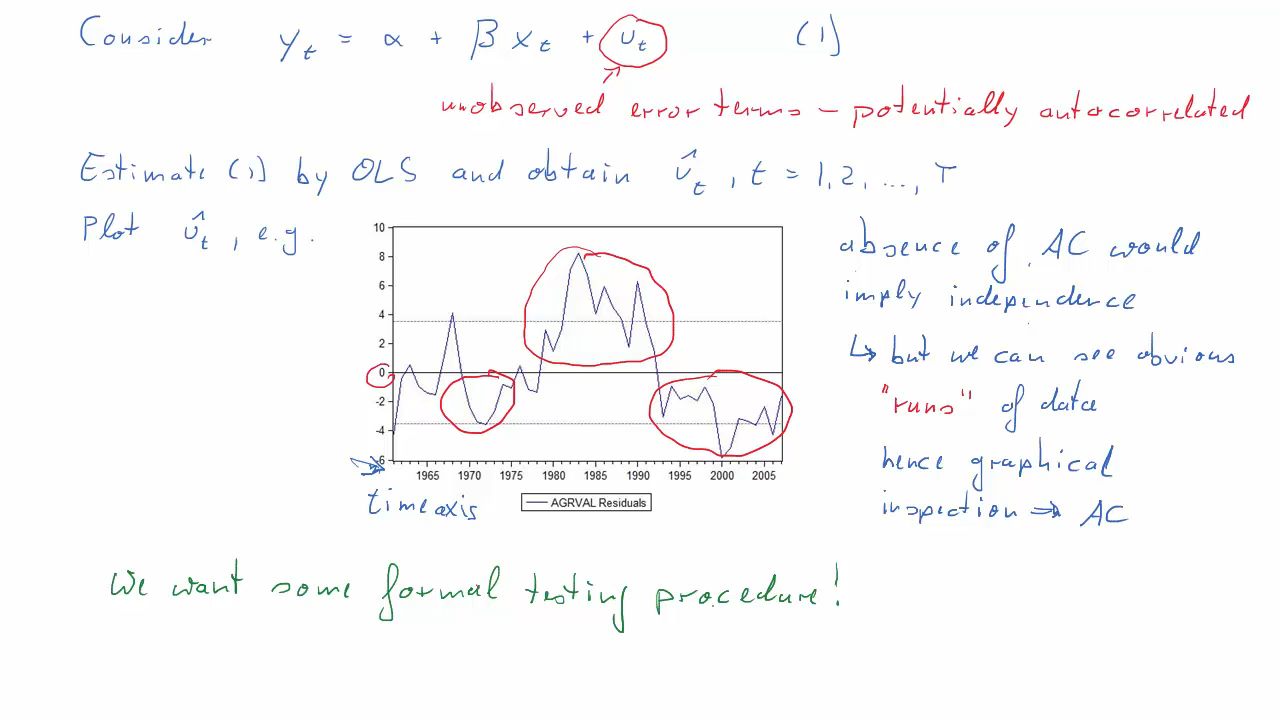 Consider y_t = α + β x_t + u_t (1)
unobserved error terms – potentially autocorrelated
Estimate (1) by OLS and obtain û_t, t = 1, 2, ..., T
Plot û_t, e.g.
10
8
6
4
2
0
-2
-4
-6
1965 1970 1975 1980 1985 1990 1995 2000 2005
AGRVAL Residuals
time axis
absence of AC would
imply independence
↳ but we can see obvious
"runs" of data
hence graphical
inspection ⇒ AC
We want some formal testing procedure!